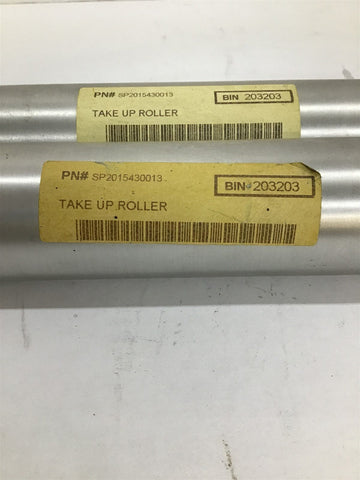 PN# SP2015430013
BIN 203203
TAKE UP ROLLER
PN# SP2015430013
BIN 203203
TAKE UP ROLLER